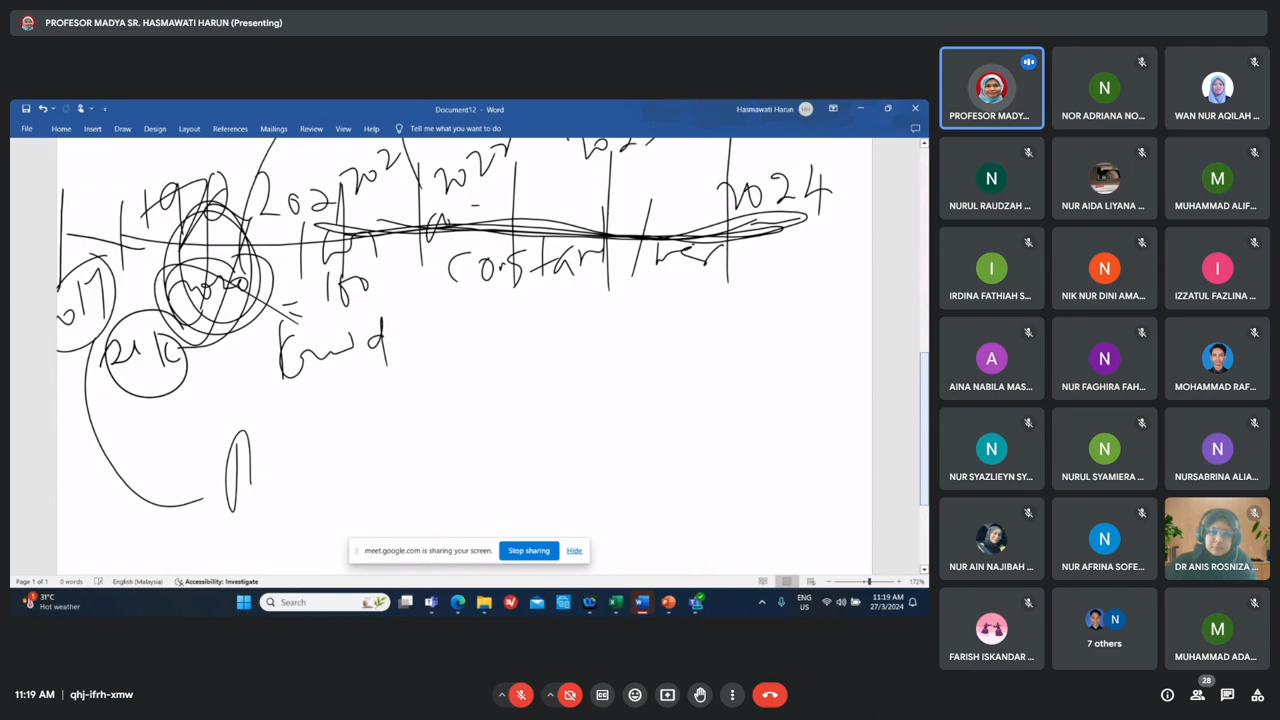 PROFESOR MADYA SR. HASMAWATI HARUN (Presenting)
Document12 - Word
Hasmawati Harun
HH
File Home Insert Draw Design Layout References Mailings Review View Help Tell me what you want to do
202
2024
constant /
meet.google.com is sharing your screen. Stop sharing Hide
Page 1 of 1 0 words English (Malaysia) Accessibility: Investigate 172%
31°C
Hot weather
Search
ENG
US
11:19 AM
27/3/2024
PROFESOR MADY...
N
NOR ADRIANA NO...
WAN NUR AQILAH ...
N
NURUL RAUDZAH ...
NUR AIDA LIYANA ...
M
MUHAMMAD ALIF...
I
IRDINA FATHIAH S...
N
NIK NUR DINI AMA...
I
IZZATUL FAZLINA ...
A
AINA NABILA MAS...
N
NUR FAGHIRA FAH...
MOHAMMAD RAF...
N
NUR SYAZLIEYN SY...
N
NURUL SYAMIERA ...
N
NURSABRINA ALIA...
NUR AIN NAJIBAH ...
N
NUR AFRINA SOFE...
DR ANIS ROSNIZA ...
FARISH ISKANDAR ...
N
7 others
M
MUHAMMAD ADA...
11:19 AM | qhj-ifrh-xmw
28